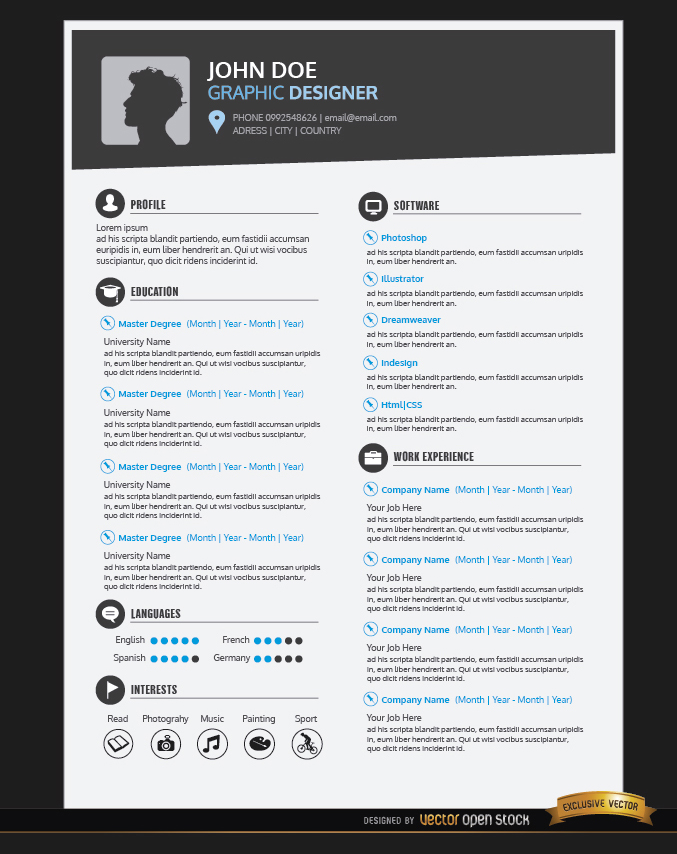 JOHN DOE
GRAPHIC DESIGNER
PHONE 0992548626 | email@email.com
ADRESS | CITY | COUNTRY
PROFILE
Lorem ipsum
ad his scripta blandit partiendo, eum fastidii accumsan
euripidis in, eum liber hendrerit an. Qui ut wisi vocibus
suscipiantur, quo dicit ridens inciderint id.
EDUCATION
Master Degree (Month | Year - Month | Year)
University Name
ad his scripta blandit partiendo, eum fastidii accumsan uripidis
in, eum liber hendrerit an. Qui ut wisi vocibus suscipiantur,
quo dicit ridens inciderint id.
Master Degree (Month | Year - Month | Year)
University Name
ad his scripta blandit partiendo, eum fastidii accumsan uripidis
in, eum liber hendrerit an. Qui ut wisi vocibus suscipiantur,
quo dicit ridens inciderint id.
Master Degree (Month | Year - Month | Year)
University Name
ad his scripta blandit partiendo, eum fastidii accumsan uripidis
in, eum liber hendrerit an. Qui ut wisi vocibus suscipiantur,
quo dicit ridens inciderint id.
Master Degree (Month | Year - Month | Year)
University Name
ad his scripta blandit partiendo, eum fastidii accumsan uripidis
in, eum liber hendrerit an. Qui ut wisi vocibus suscipiantur,
quo dicit ridens inciderint id.
LANGUAGES
English French
Spanish Germany
INTERESTS
Read Photograhy Music Painting Sport
SOFTWARE
Photoshop
ad his scripta blandit partiendo, eum fastidii accumsan uripidis
in, eum liber hendrerit an.
Illustrator
ad his scripta blandit partiendo, eum fastidii accumsan uripidis
in, eum liber hendrerit an.
Dreamweaver
ad his scripta blandit partiendo, eum fastidii accumsan uripidis
in, eum liber hendrerit an.
Indesign
ad his scripta blandit partiendo, eum fastidii accumsan uripidis
in, eum liber hendrerit an.
Html|CSS
ad his scripta blandit partiendo, eum fastidii accumsan uripidis
in, eum liber hendrerit an.
WORK EXPERIENCE
Company Name (Month | Year - Month | Year)
Your Job Here
ad his scripta blandit partiendo, eum fastidii accumsan uripidis
in, eum liber hendrerit an. Qui ut wisi vocibus suscipiantur,
quo dicit ridens inciderint id.
Company Name (Month | Year - Month | Year)
Your Job Here
ad his scripta blandit partiendo, eum fastidii accumsan uripidis
in, eum liber hendrerit an. Qui ut wisi vocibus suscipiantur,
quo dicit ridens inciderint id.
Company Name (Month | Year - Month | Year)
Your Job Here
ad his scripta blandit partiendo, eum fastidii accumsan uripidis
in, eum liber hendrerit an. Qui ut wisi vocibus suscipiantur,
quo dicit ridens inciderint id.
Company Name (Month | Year - Month | Year)
Your Job Here
ad his scripta blandit partiendo, eum fastidii accumsan uripidis
in, eum liber hendrerit an. Qui ut wisi vocibus suscipiantur,
quo dicit ridens inciderint id.
EXCLUSIVE VECTOR
DESIGNED BY vector open stock